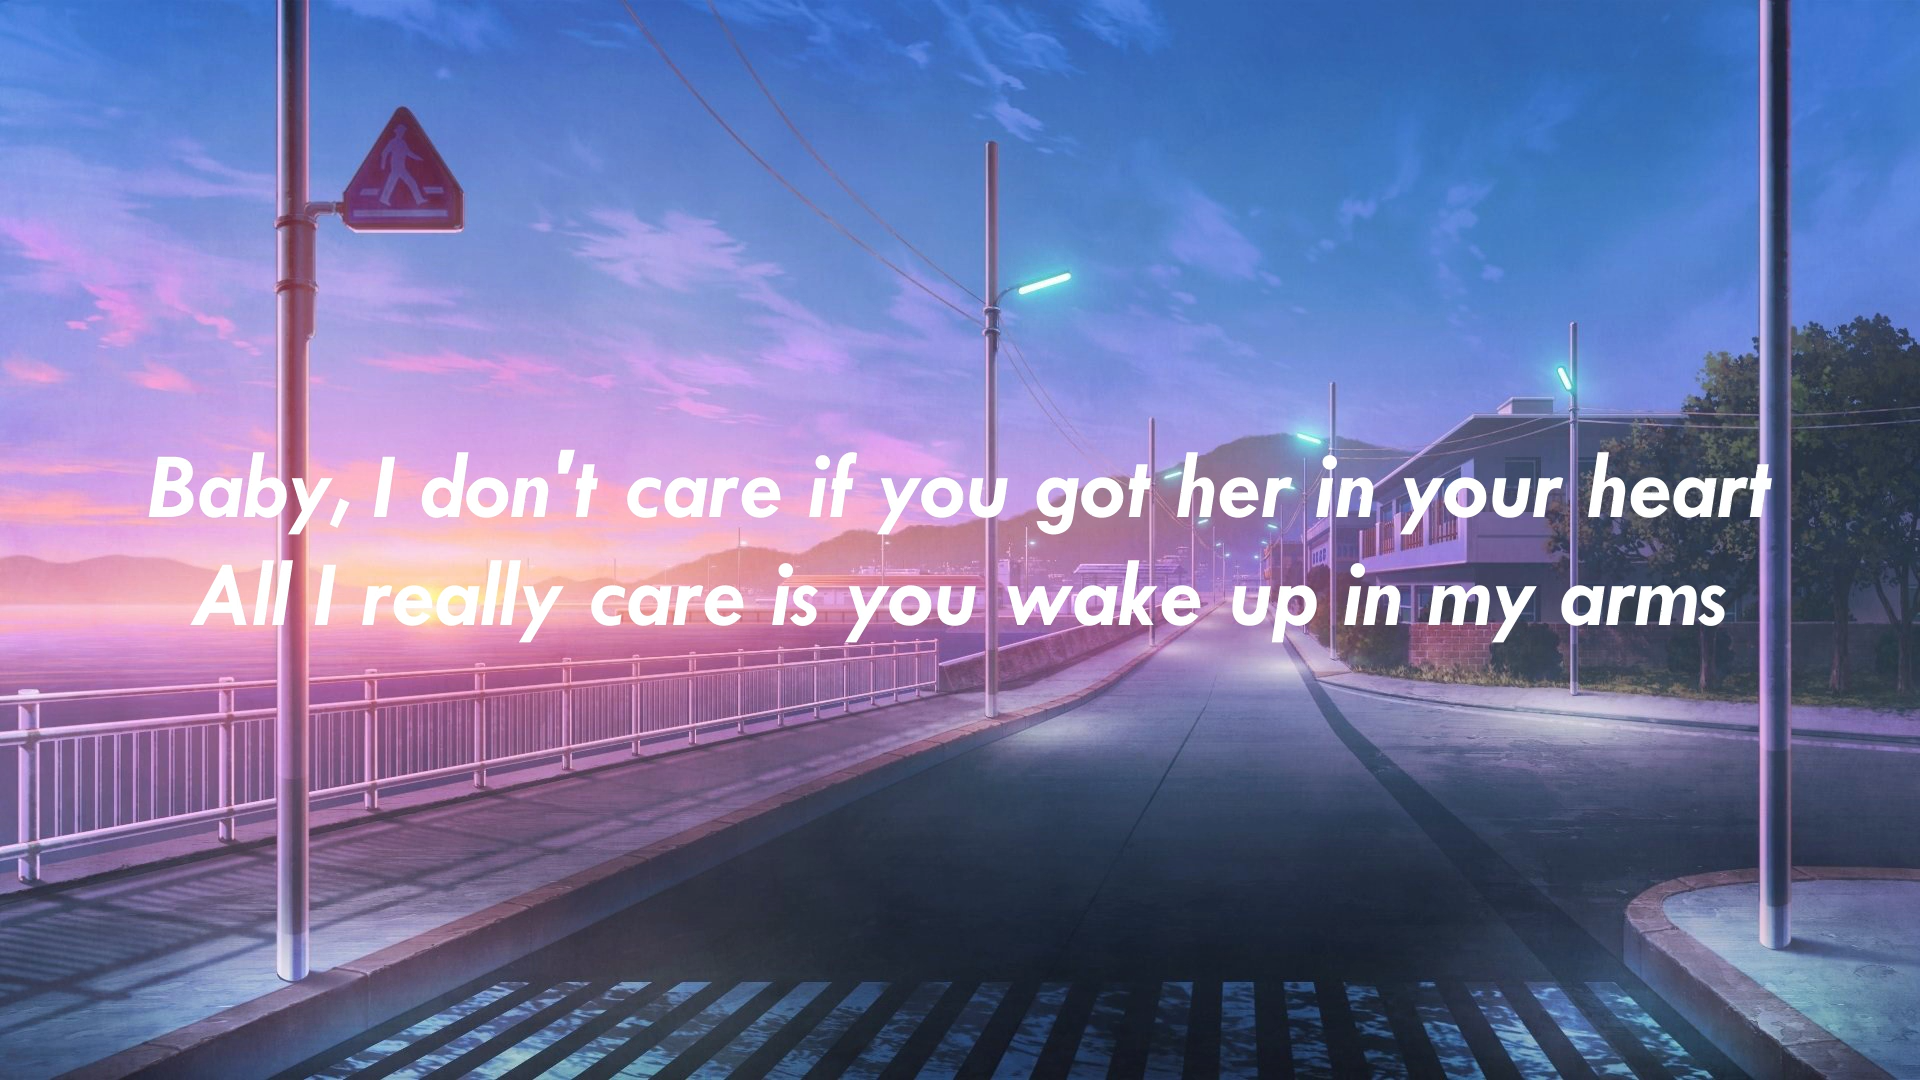 Baby, I don't care if you got her in your heart
All I really care is you wake up in my arms